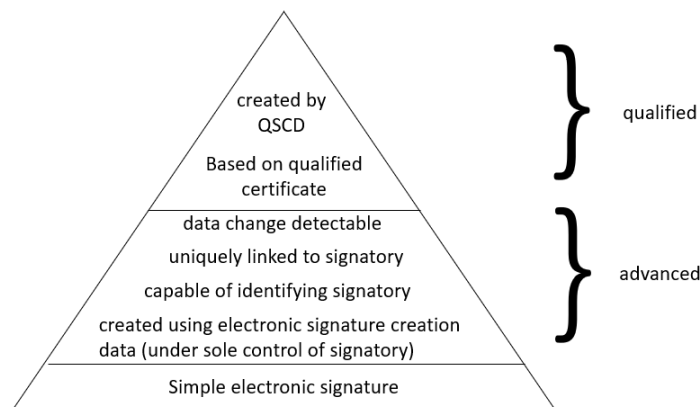 created by
QSCD
Based on qualified
certificate
qualified
data change detectable
uniquely linked to signatory
capable of identifying signatory
advanced
created using electronic signature creation
data (under sole control of signatory)
Simple electronic signature